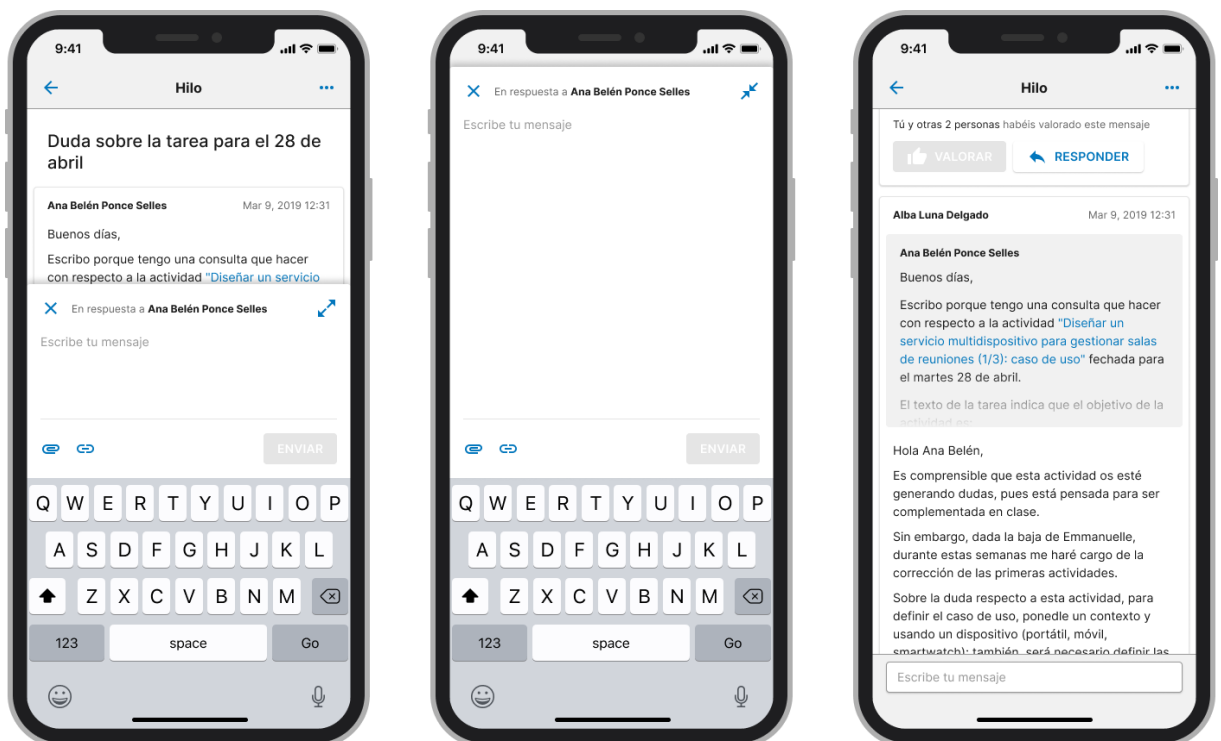 9:41
Hilo
Duda sobre la tarea para el 28 de
abril
Ana Belén Ponce Selles Mar 9, 2019 12:31
Buenos días,
Escribo porque tengo una consulta que hacer
con respecto a la actividad "Diseñar un servicio
En respuesta a Ana Belén Ponce Selles
Escribe tu mensaje
ENVIAR
Q W E R T Y U I O P
A S D F G H J K L
Z X C V B N M
123 space Go
9:41
En respuesta a Ana Belén Ponce Selles
Escribe tu mensaje
ENVIAR
Q W E R T Y U I O P
A S D F G H J K L
Z X C V B N M
123 space Go
9:41
Hilo
Tú y otras 2 personas habéis valorado este mensaje
VALORAR RESPONDER
Alba Luna Delgado Mar 9, 2019 12:31
Ana Belén Ponce Selles
Buenos días,
Escribo porque tengo una consulta que hacer
con respecto a la actividad "Diseñar un
servicio multidispositivo para gestionar salas
de reuniones (1/3): caso de uso" fechada para
el martes 28 de abril.
El texto de la tarea indica que el objetivo de la
actividad es:
Hola Ana Belén,
Es comprensible que esta actividad os esté
generando dudas, pues está pensada para ser
complementada en clase.
Sin embargo, dada la baja de Emmanuelle,
durante estas semanas me haré cargo de la
corrección de las primeras actividades.
Sobre la duda respecto a esta actividad, para
definir el caso de uso, ponedle un contexto y
usando un dispositivo (portátil, móvil,
smartwatch); también, será necesario definir las
Escribe tu mensaje